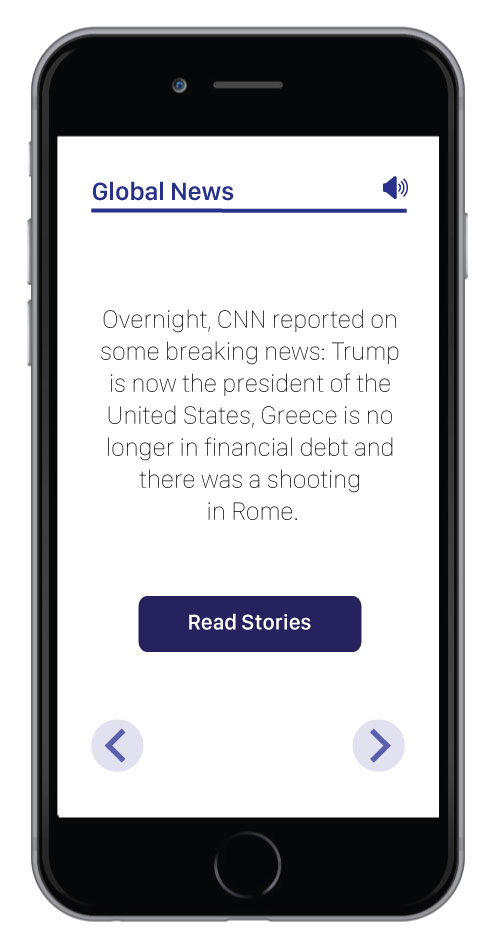 Global News
Overnight, CNN reported on
some breaking news: Trump
is now the president of the
United States, Greece is no
longer in financial debt and
there was a shooting
in Rome.
Read Stories